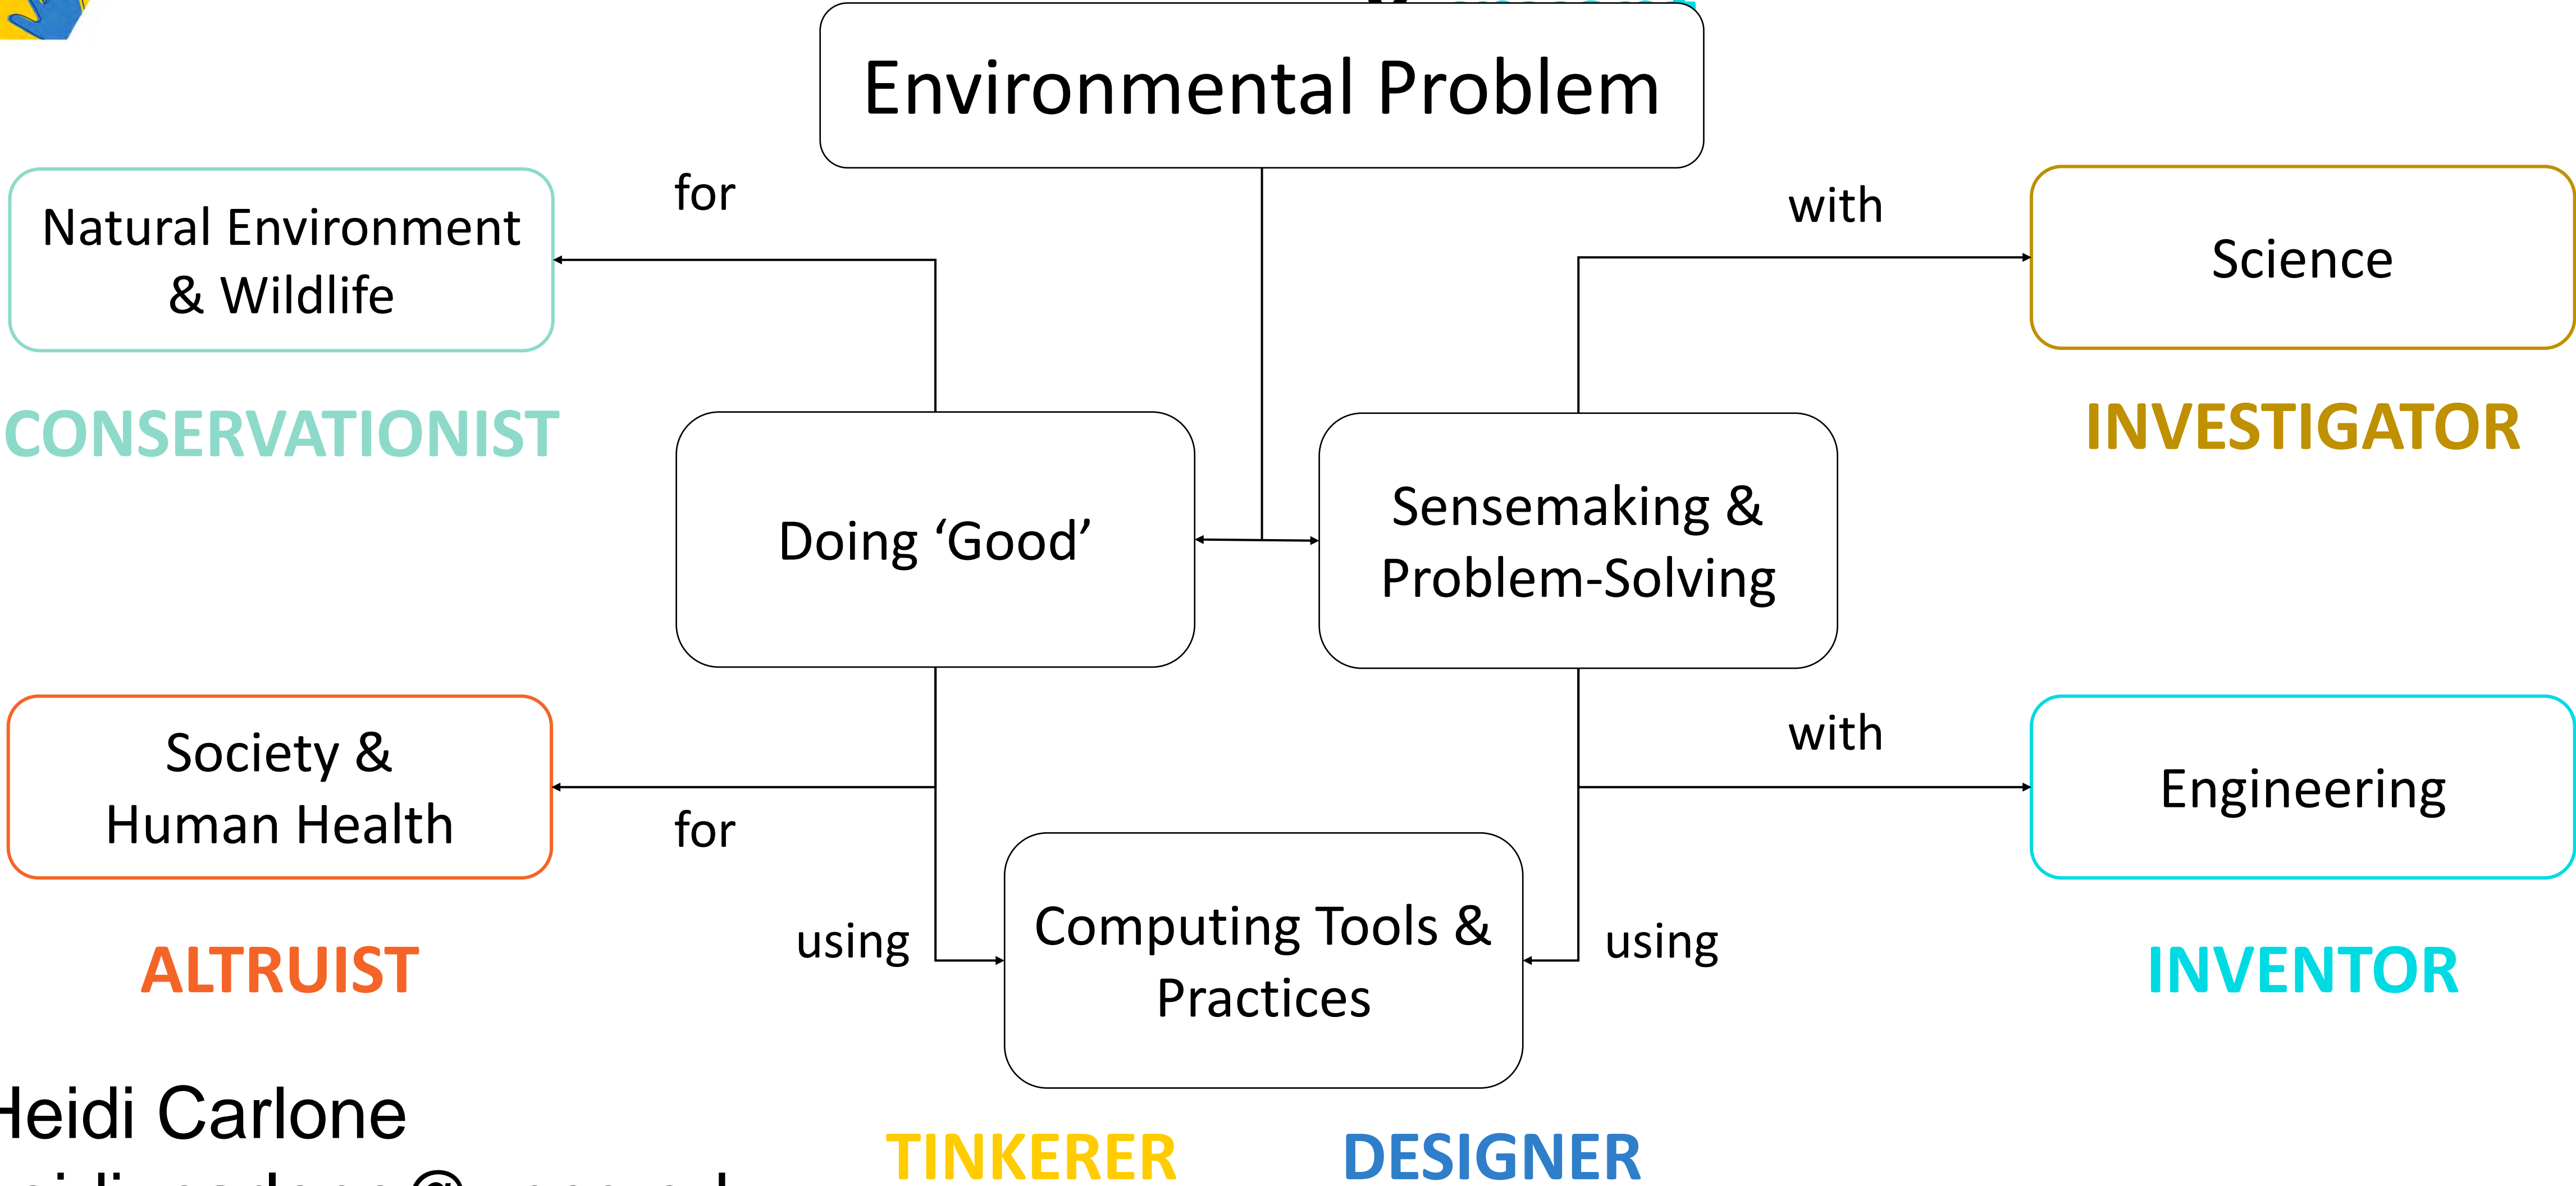 Environmental Problem
for
with
Natural Environment
& Wildlife
Science
CONSERVATIONIST
INVESTIGATOR
Doing ‘Good’
Sensemaking &
Problem-Solving
Society &
Human Health
with
Engineering
for
using
Computing Tools &
Practices
using
ALTRUIST
INVENTOR
Heidi Carlone
TINKERER
DESIGNER